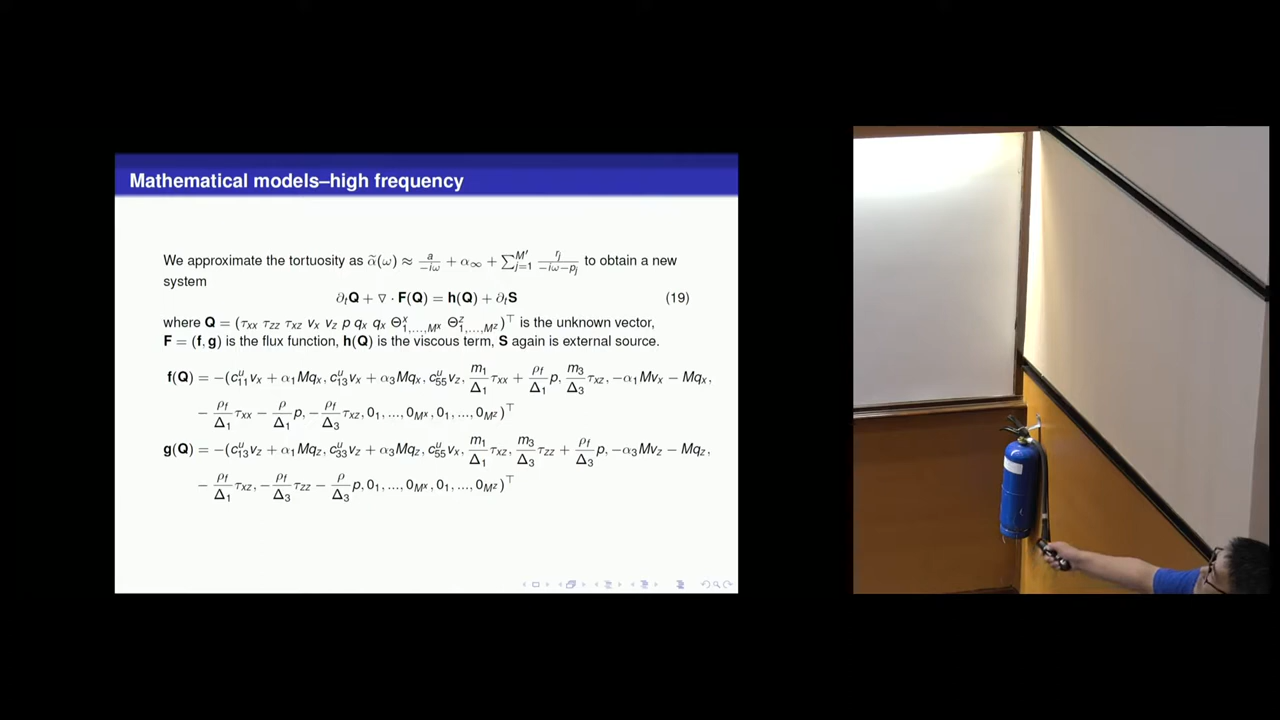 Mathematical models–high frequency
We approximate the tortuosity as α̃(ω) ≈ a/(−iω) + α∞ + ∑_{j=1}^{M′} r_j/(−iω−p_j) to obtain a new
system
∂ₜQ + ▽ · F(Q) = h(Q) + ∂ₜS (19)
where Q = (τ_xx τ_zz τ_xz v_x v_z p q_x q_x Θ^x_{1,...,M^x} Θ^z_{1,...,M^z})^⊤ is the unknown vector,
F = (f, g) is the flux function, h(Q) is the viscous term, S again is external source.
f(Q) = −(c^u_11 v_x + α_1 M q_x, c^u_13 v_x + α_3 M q_x, c^u_55 v_z, m_1/Δ_1 τ_xx + ρ_f/Δ_1 p, m_3/Δ_3 τ_xz, −α_1 M v_x − M q_x,
− ρ_f/Δ_1 τ_xx − ρ/Δ_1 p, − ρ_f/Δ_3 τ_xz, 0_1, ..., 0_{M^x}, 0_1, ..., 0_{M^z})^⊤
g(Q) = −(c^u_13 v_z + α_1 M q_z, c^u_33 v_z + α_3 M q_z, c^u_55 v_x, m_1/Δ_1 τ_xz, m_3/Δ_3 τ_zz + ρ_f/Δ_3 p, −α_3 M v_z − M q_z,
− ρ_f/Δ_1 τ_xz, − ρ_f/Δ_3 τ_zz − ρ/Δ_3 p, 0_1, ..., 0_{M^x}, 0_1, ..., 0_{M^z})^⊤